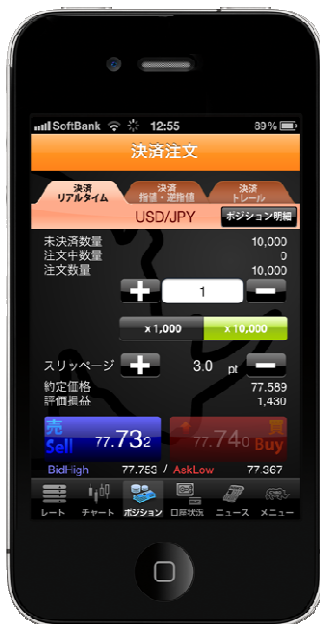 SoftBank 12:55 89%
決済注文
決済 リアルタイム
決済 指値・逆指値
決済 トレール
USD/JPY ポジション明細
未決済数量 10,000
注文中数量 0
注文数量 10,000
+ 1 −
x 1,000 x 10,000
スリッページ + 3.0 pt −
約定価格 77.589
評価損益 1,430
売 Sell 77.732 77.740 買 Buy
BidHigh 77.753 / AskLow 77.367
レート チャート ポジション 口座状況 ニュース メニュー